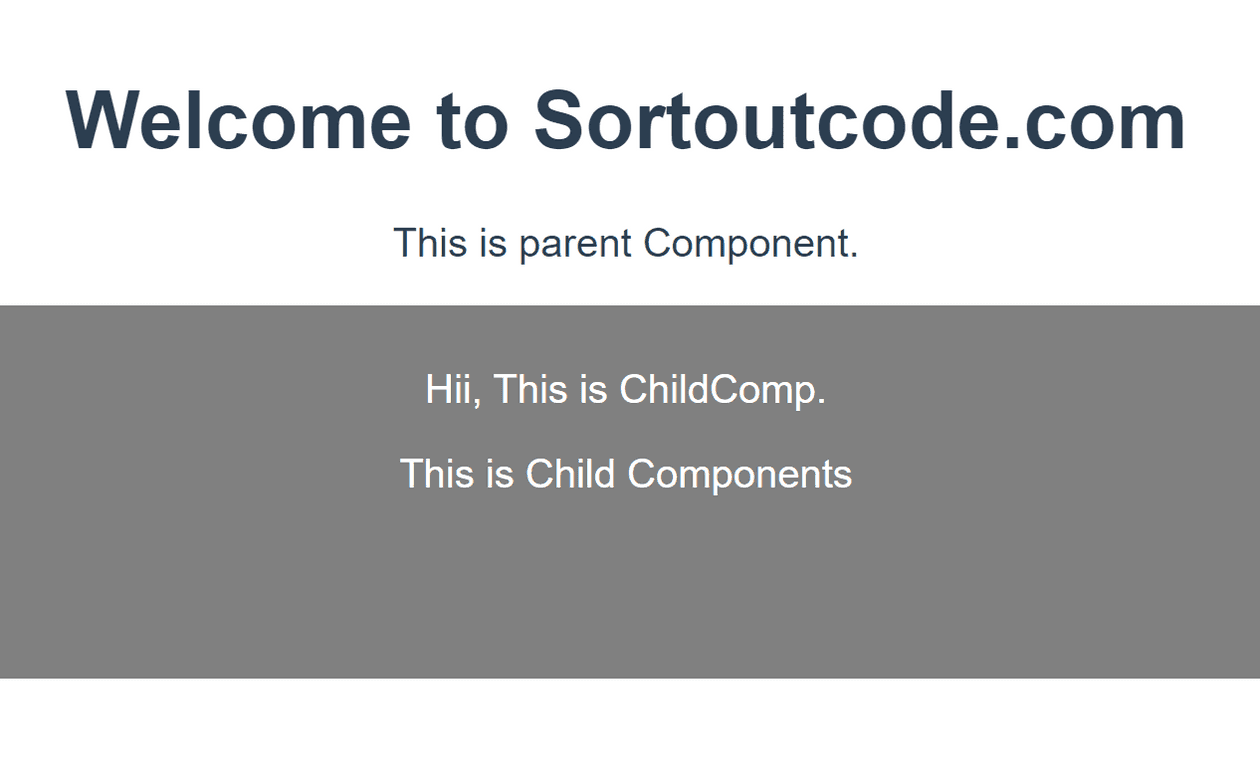 Welcome to Sortoutcode.com
This is parent Component.
Hii, This is ChildComp.
This is Child Components